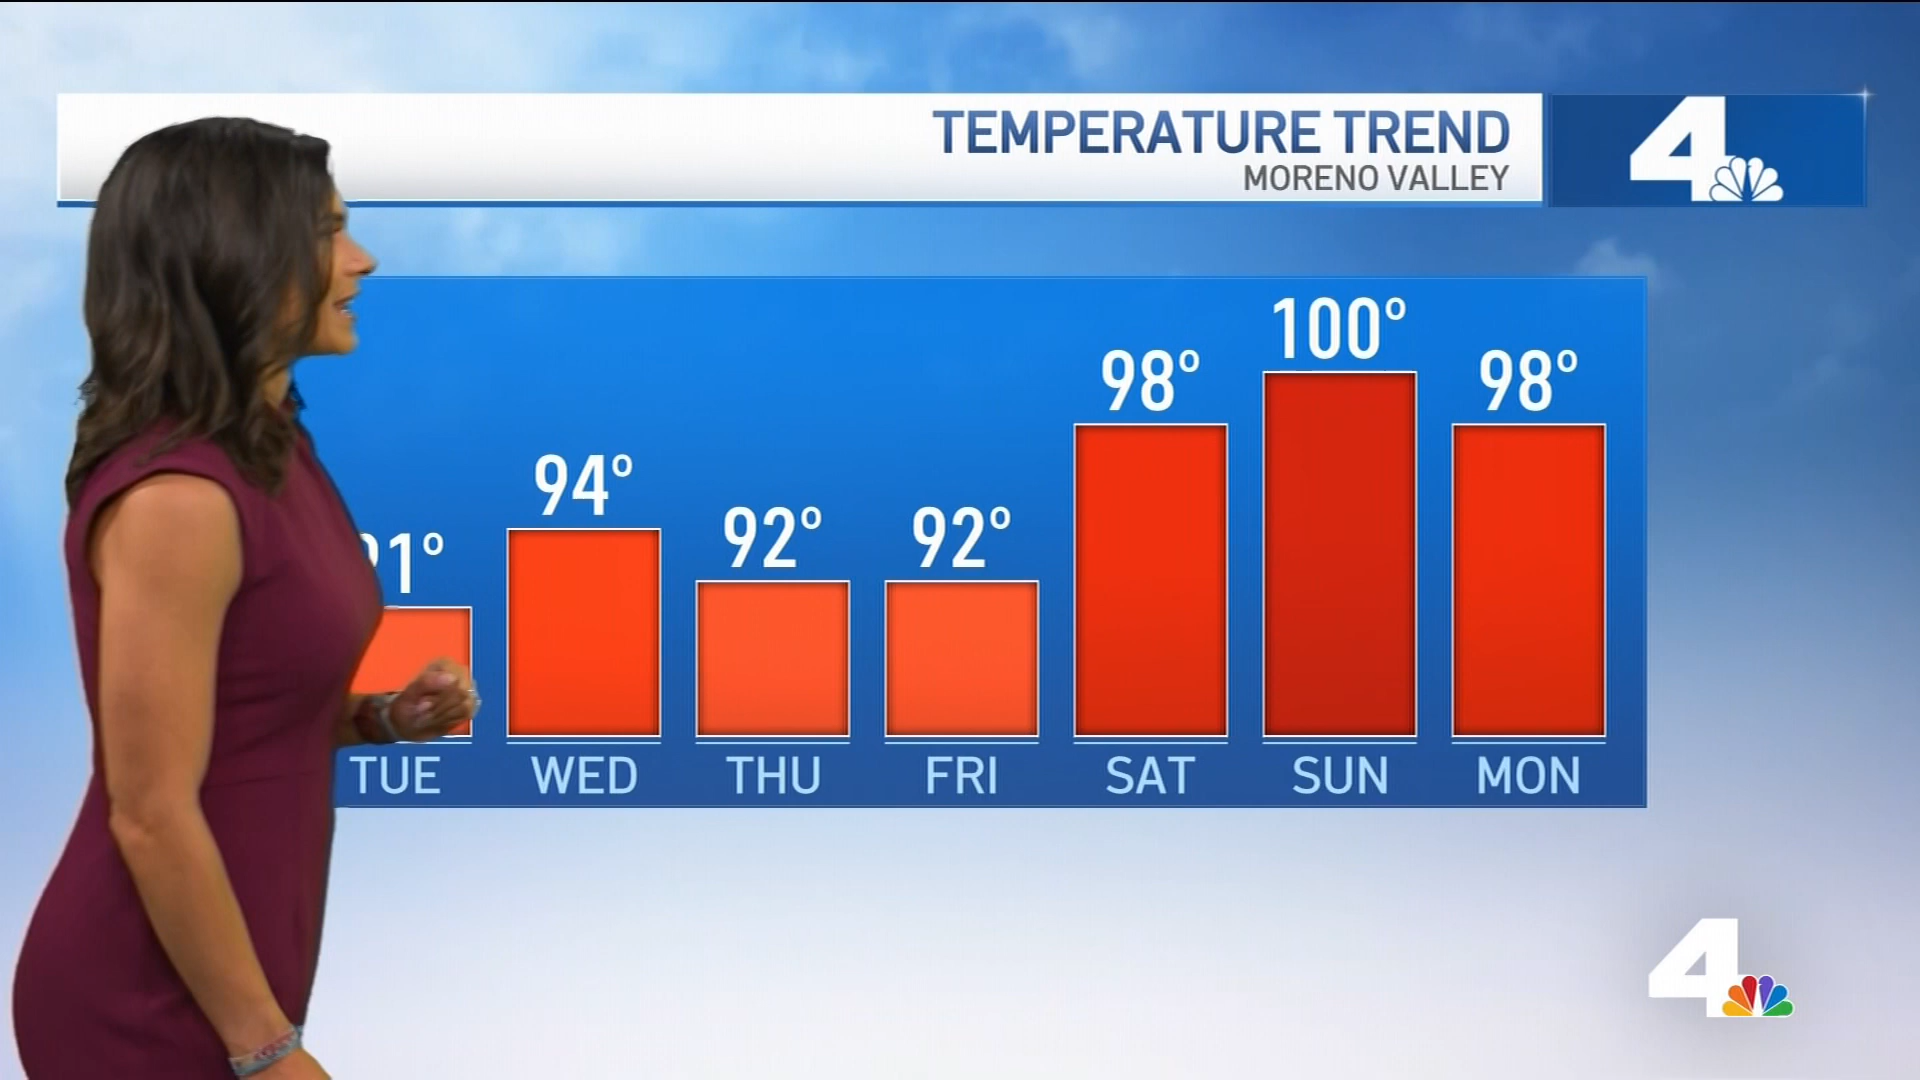 TEMPERATURE TREND
MORENO VALLEY
4
100°
98° 98°
94°
92° 92°
TUE WED THU FRI SAT SUN MON
4